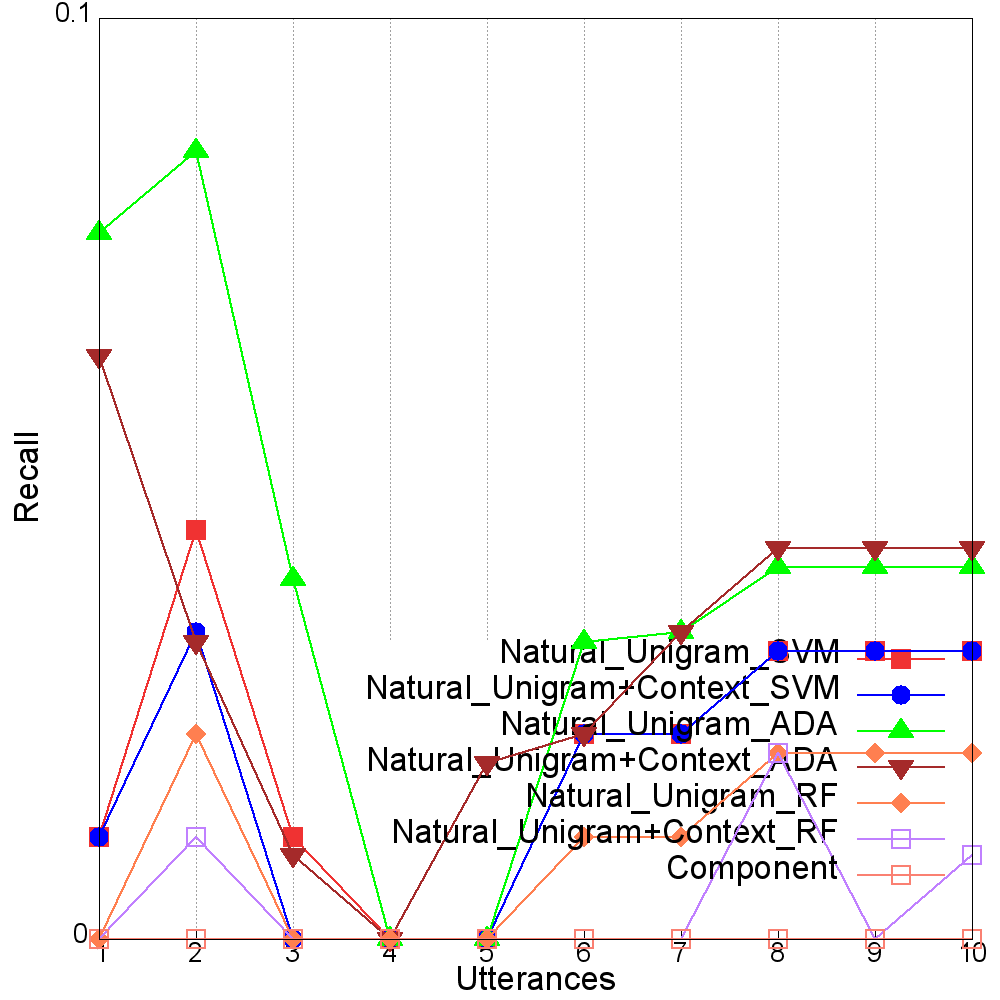 0.1
Recall
Natural_Unigram_SVM
Natural_Unigram+Context_SVM
Natural_Unigram_ADA
Natural_Unigram+Context_ADA
Natural_Unigram_RF
Natural_Unigram+Context_RF
Component
0
1 2 3 4 5 6 7 8 9 10
Utterances